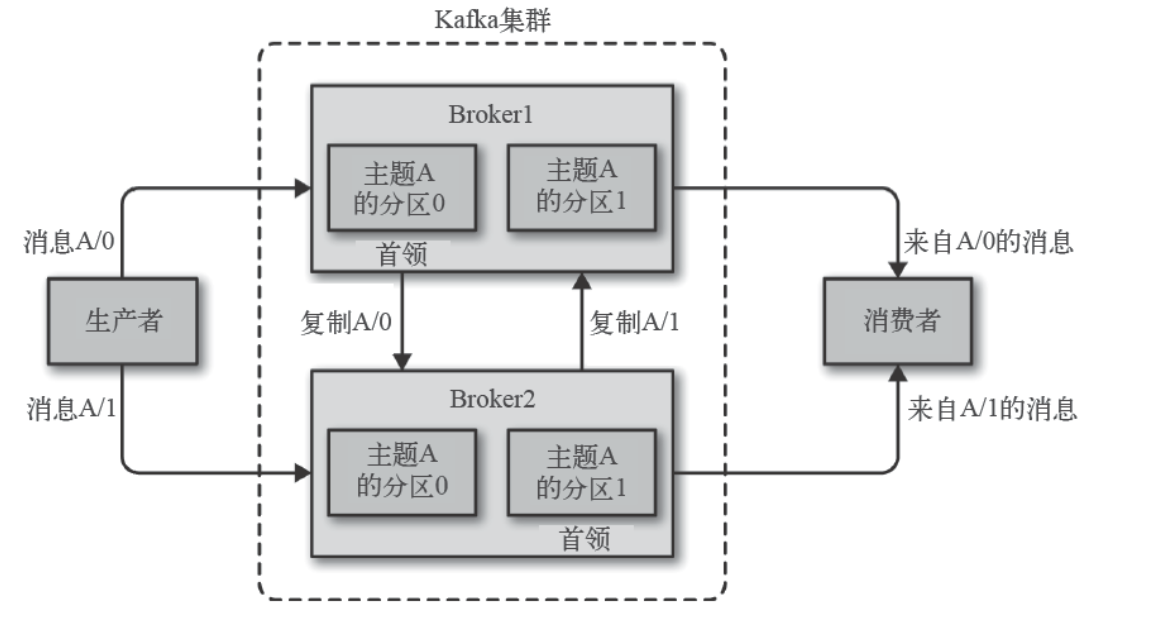 Kafka集群
Broker1
主题A
的分区0
主题A
的分区1
首领
消息A/0
来自A/0的消息
生产者
复制A/0
复制A/1
消费者
消息A/1
来自A/1的消息
Broker2
主题A
的分区0
主题A
的分区1
首领